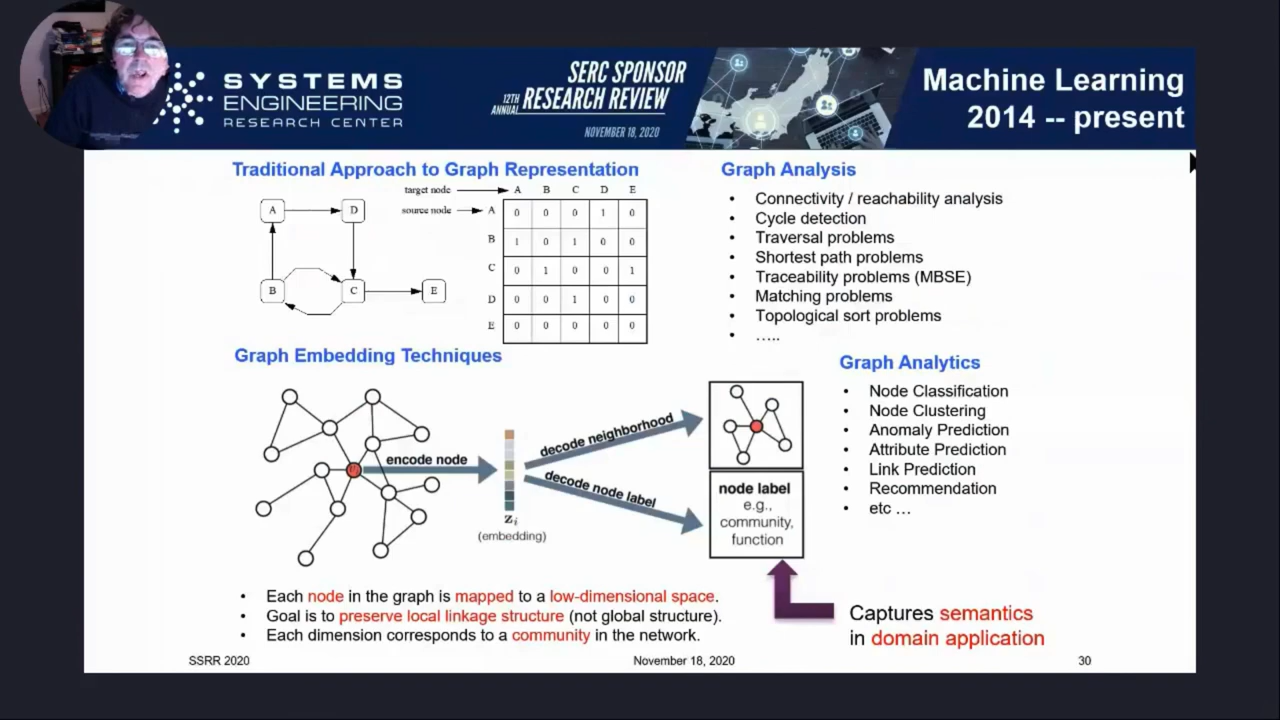 SYSTEMS
ENGINEERING
RESEARCH CENTER
12TH
ANNUAL
SERC SPONSOR
RESEARCH REVIEW
NOVEMBER 18, 2020
Machine Learning
2014 -- present
Traditional Approach to Graph Representation
target node
A B C D E
source node
A 0 0 0 1 0
B 1 0 1 0 0
C 0 1 0 0 1
D 0 0 1 0 0
E 0 0 0 0 0
A D
B C E
Graph Analysis
• Connectivity / reachability analysis
• Cycle detection
• Traversal problems
• Shortest path problems
• Traceability problems (MBSE)
• Matching problems
• Topological sort problems
• …..
Graph Embedding Techniques
encode node
z_i
(embedding)
decode neighborhood
decode node label
node label
e.g.,
community,
function
Graph Analytics
• Node Classification
• Node Clustering
• Anomaly Prediction
• Attribute Prediction
• Link Prediction
• Recommendation
• etc …
• Each node in the graph is mapped to a low-dimensional space.
• Goal is to preserve local linkage structure (not global structure).
• Each dimension corresponds to a community in the network.
Captures semantics
in domain application
SSRR 2020
November 18, 2020
30